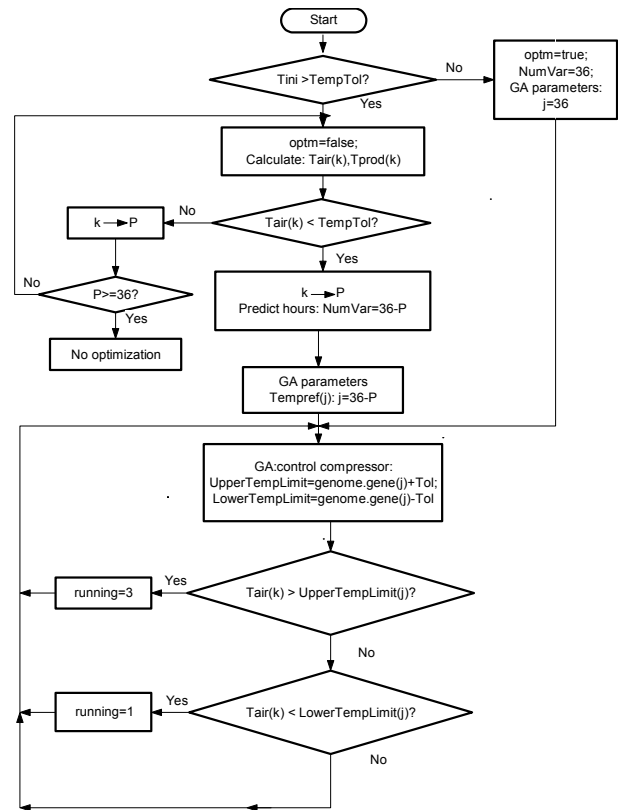 Start
Tini >TempTol?
No
optm=true;
NumVar=36;
GA parameters:
j=36
Yes
optm=false;
Calculate: Tair(k),Tprod(k)
Tair(k) < TempTol?
No
k → P
Yes
No
P>=36?
Yes
No optimization
k → P
Predict hours: NumVar=36-P
GA parameters
Tempref(j): j=36-P
GA:control compressor:
UpperTempLimit=genome.gene(j)+Tol;
LowerTempLimit=genome.gene(j)-Tol
Tair(k) > UpperTempLimit(j)?
Yes
running=3
No
Tair(k) < LowerTempLimit(j)?
Yes
running=1
No